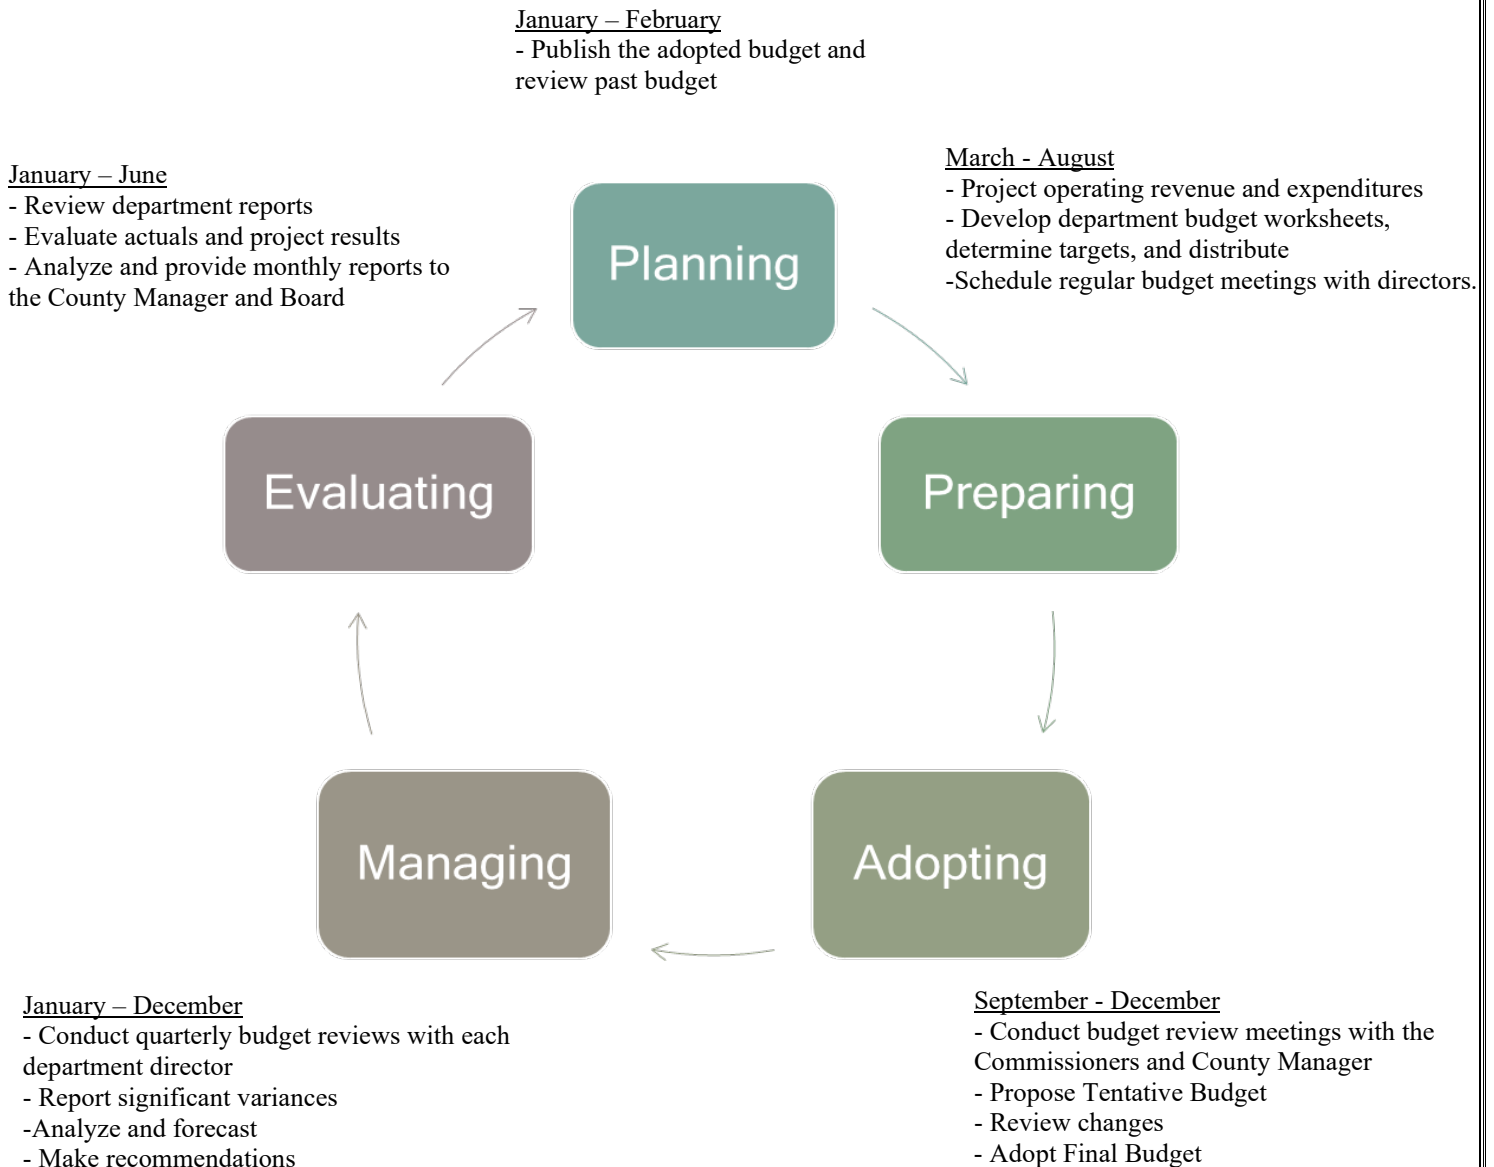 January – February
- Publish the adopted budget and
review past budget
January – June
- Review department reports
- Evaluate actuals and project results
- Analyze and provide monthly reports to
the County Manager and Board
March - August
- Project operating revenue and expenditures
- Develop department budget worksheets,
determine targets, and distribute
-Schedule regular budget meetings with directors.
Planning
Evaluating
Preparing
Managing
Adopting
January – December
- Conduct quarterly budget reviews with each
department director
- Report significant variances
-Analyze and forecast
- Make recommendations
September - December
- Conduct budget review meetings with the
Commissioners and County Manager
- Propose Tentative Budget
- Review changes
- Adopt Final Budget